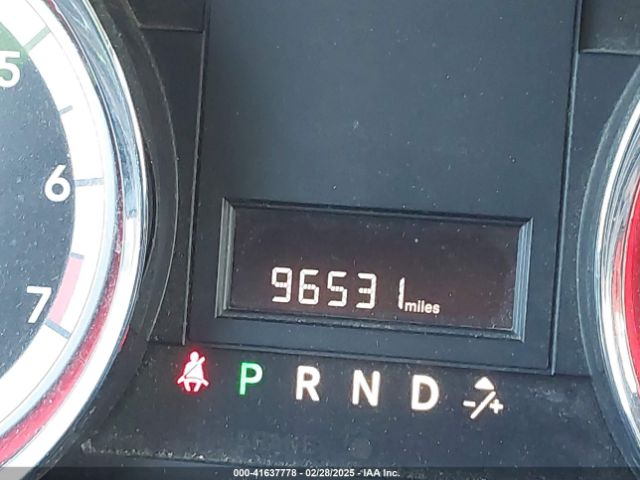 5
6
7
96531 miles
P R N D -/+
000-41637778 - 02/28/2025 - IAA Inc.